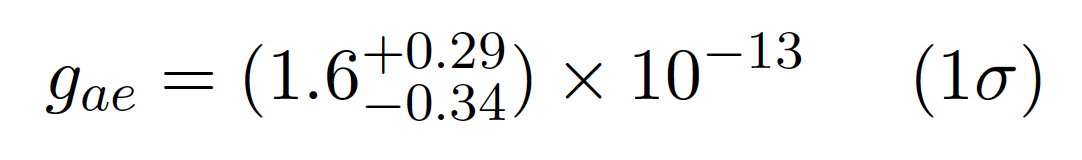 g_{ae} = (1.6^{+0.29}_{-0.34}) × 10^{-13} (1σ)